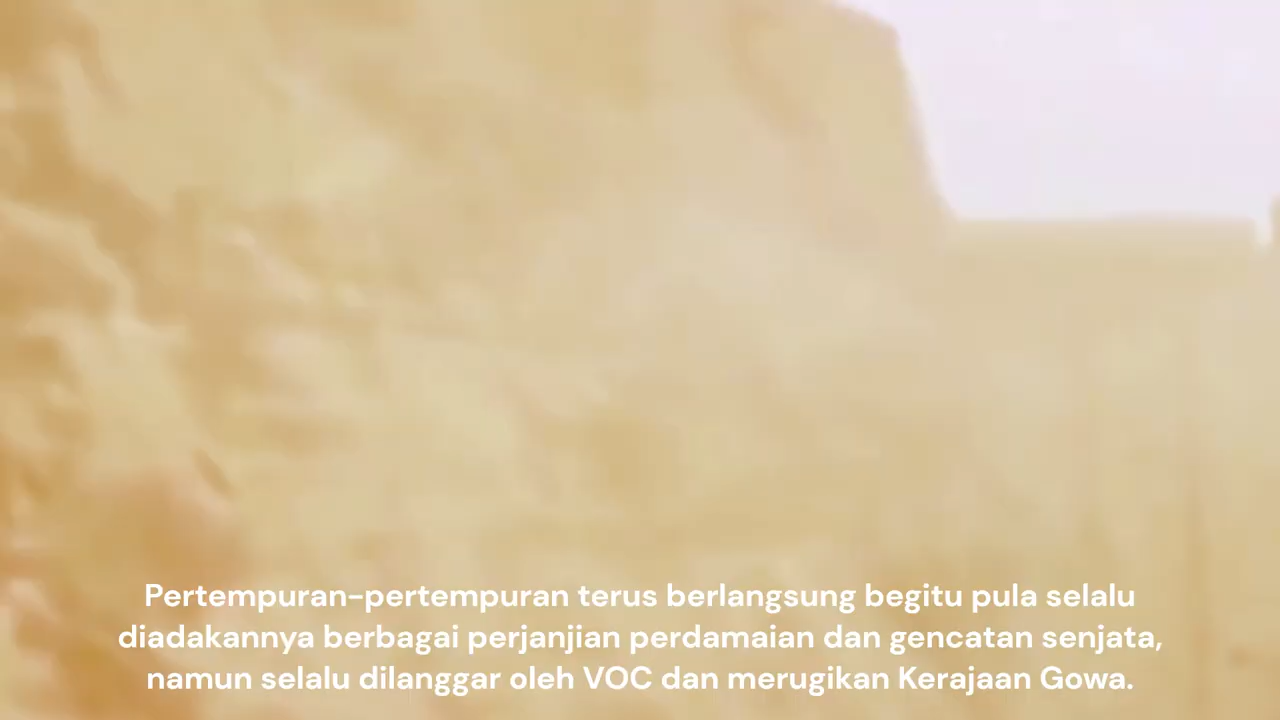 Pertempuran-pertempuran terus berlangsung begitu pula selalu
diadakannya berbagai perjanjian perdamaian dan gencatan senjata,
namun selalu dilanggar oleh VOC dan merugikan Kerajaan Gowa.